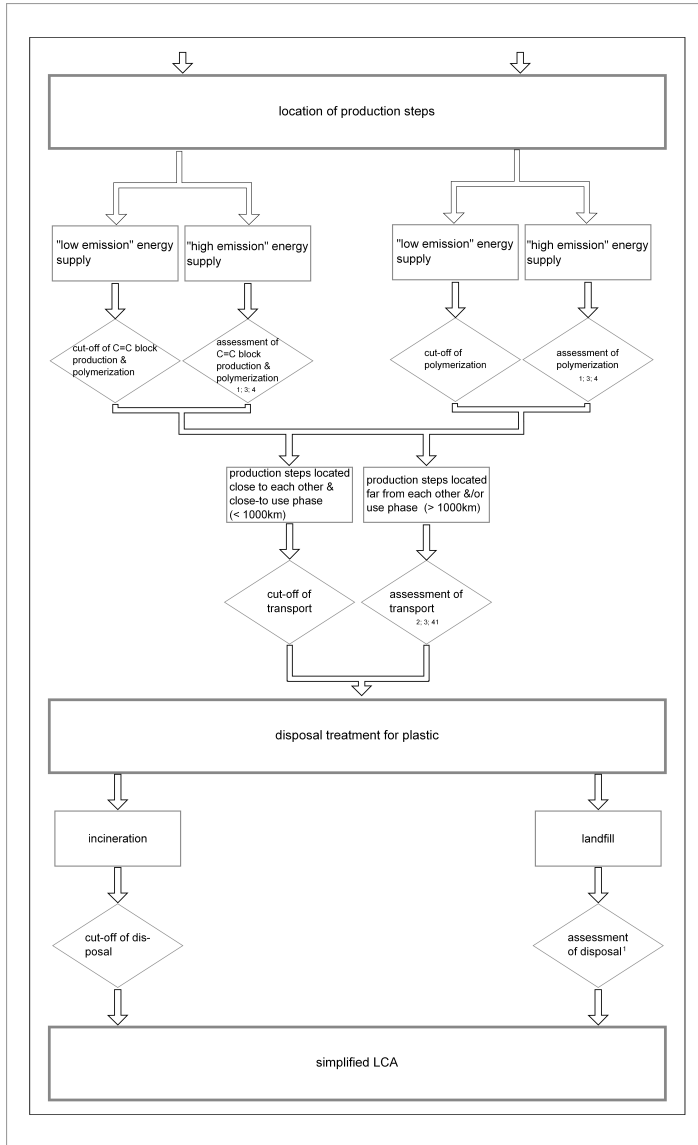 location of production steps
"low emission" energy
supply
"high emission" energy
supply
"low emission" energy
supply
"high emission" energy
supply
cut-off of C=C block
production &
polymerization
assessment of
C=C block
production &
polymerization
1; 3; 4
cut-off of
polymerization
assessment of
polymerization
1; 3; 4
production steps located
close to each other &
close-to use phase
(< 1000km)
production steps located
far from each other &/or
use phase (> 1000km)
cut-off of
transport
assessment of
transport
2; 3; 41
disposal treatment for plastic
incineration
landfill
cut-off of dis-
posal
assessment
of disposal¹
simplified LCA